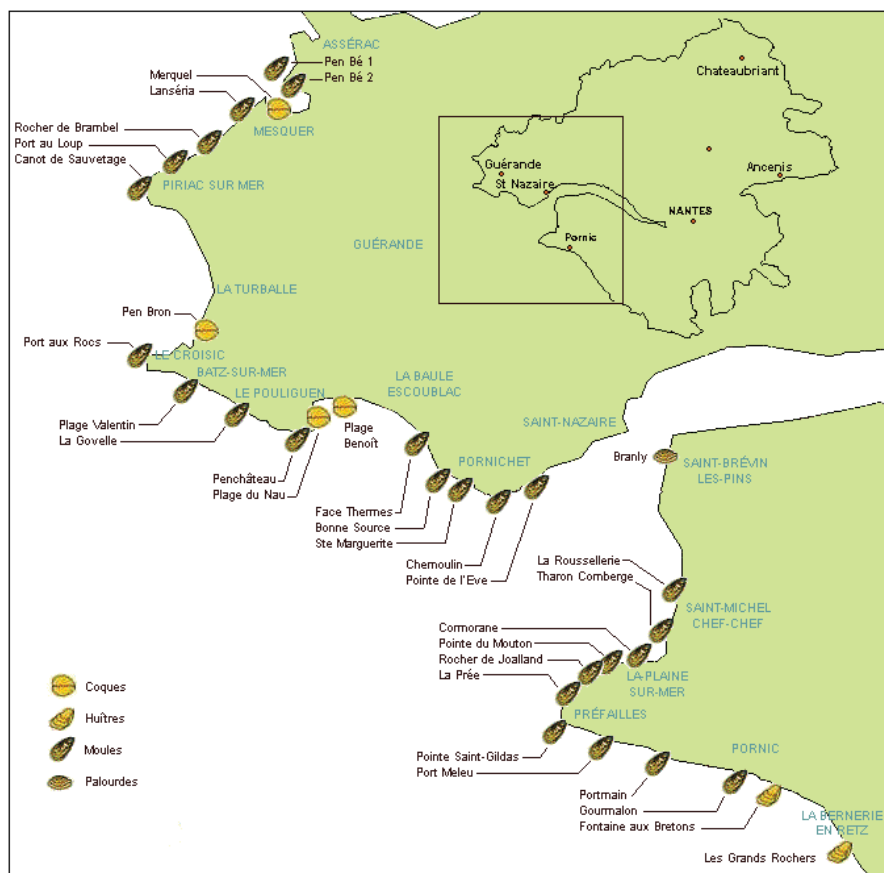 ASSÉRAC
Pen Bé 1
Pen Bé 2
Merquel
Lanséria
MESQUER
Rocher de Brambel
Port au Loup
Canot de Sauvetage
PIRIAC SUR MER
Chateaubriant
Guérande
St Nazaire
Ancenis
NANTES
Pornic
GUÉRANDE
LA TURBALLE
Pen Bron
Port aux Rocs
LE CROISIC
BATZ-SUR-MER
LE POULIGUEN
LA BAULE
ESCOUBLAC
Plage Valentin
La Govelle
Plage
Benoît
SAINT-NAZAIRE
Penchâteau
Plage du Nau
PORNICHET
Branly
SAINT-BRÉVIN
LES-PINS
Face Thermes
Bonne Source
Ste Marguerite
Chemoulin
Pointe de l'Eve
La Roussellerie
Tharon Comberge
SAINT-MICHEL
CHEF-CHEF
Cormorane
Pointe du Mouton
Rocher de Joalland
La Prée
LA-PLAINE
SUR-MER
PRÉFAILLES
Coques
Huîtres
Moules
Palourdes
Pointe Saint-Gildas
Port Meleu
PORNIC
Portmain
Gourmalon
Fontaine aux Bretons
LA BERNERIE
EN RETZ
Les Grands Rochers